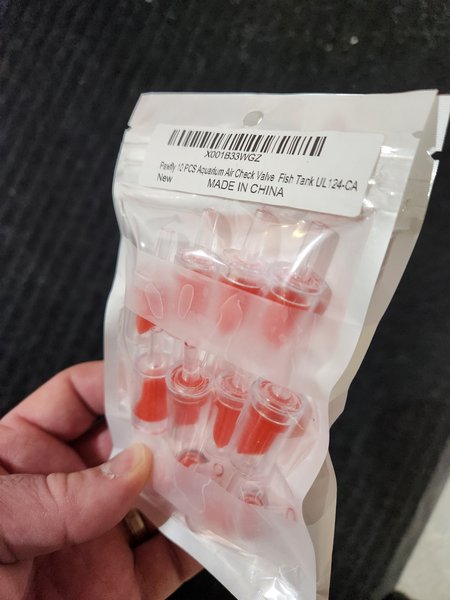 X001B33WGZ
Pawfly 10 PCS Aquarium Air Check Valve Fish Tank UL124-CA
New
MADE IN CHINA